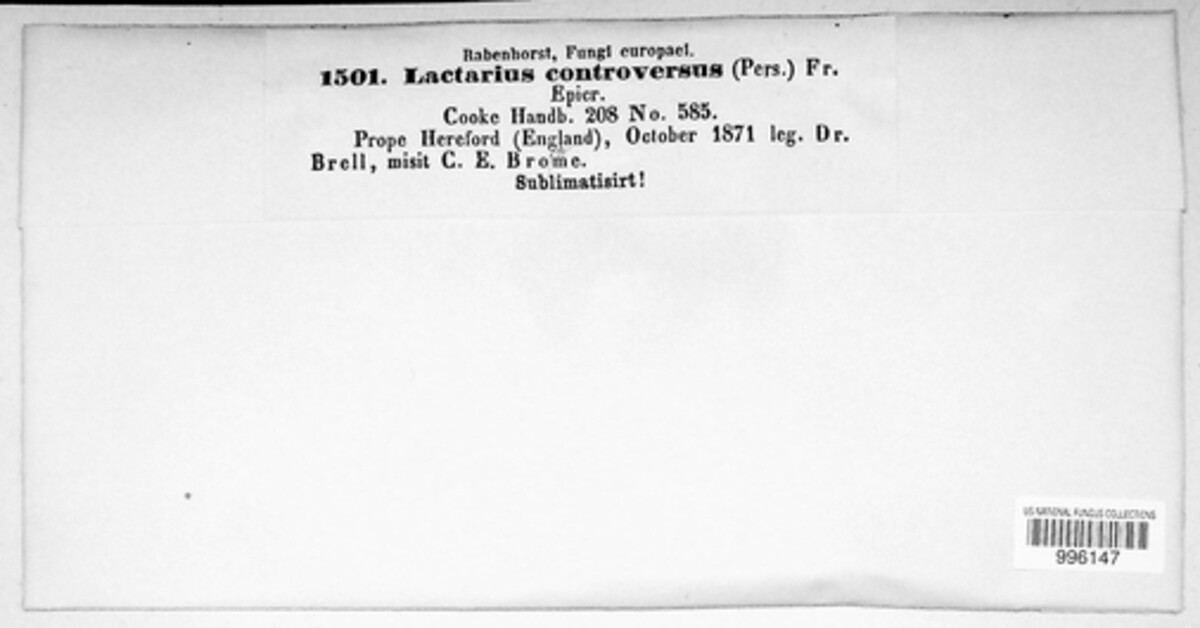 Rabenhorst, Fungi europaei.
1501. Lactarius controversus (Pers.) Fr.
Epicr.
Cooke Handb. 208 No. 585.
Prope Hereford (England), October 1871 leg. Dr.
Brell, misit C. E. Brome.
Sublimatisirt!
US NATIONAL FUNGUS COLLECTIONS
996147